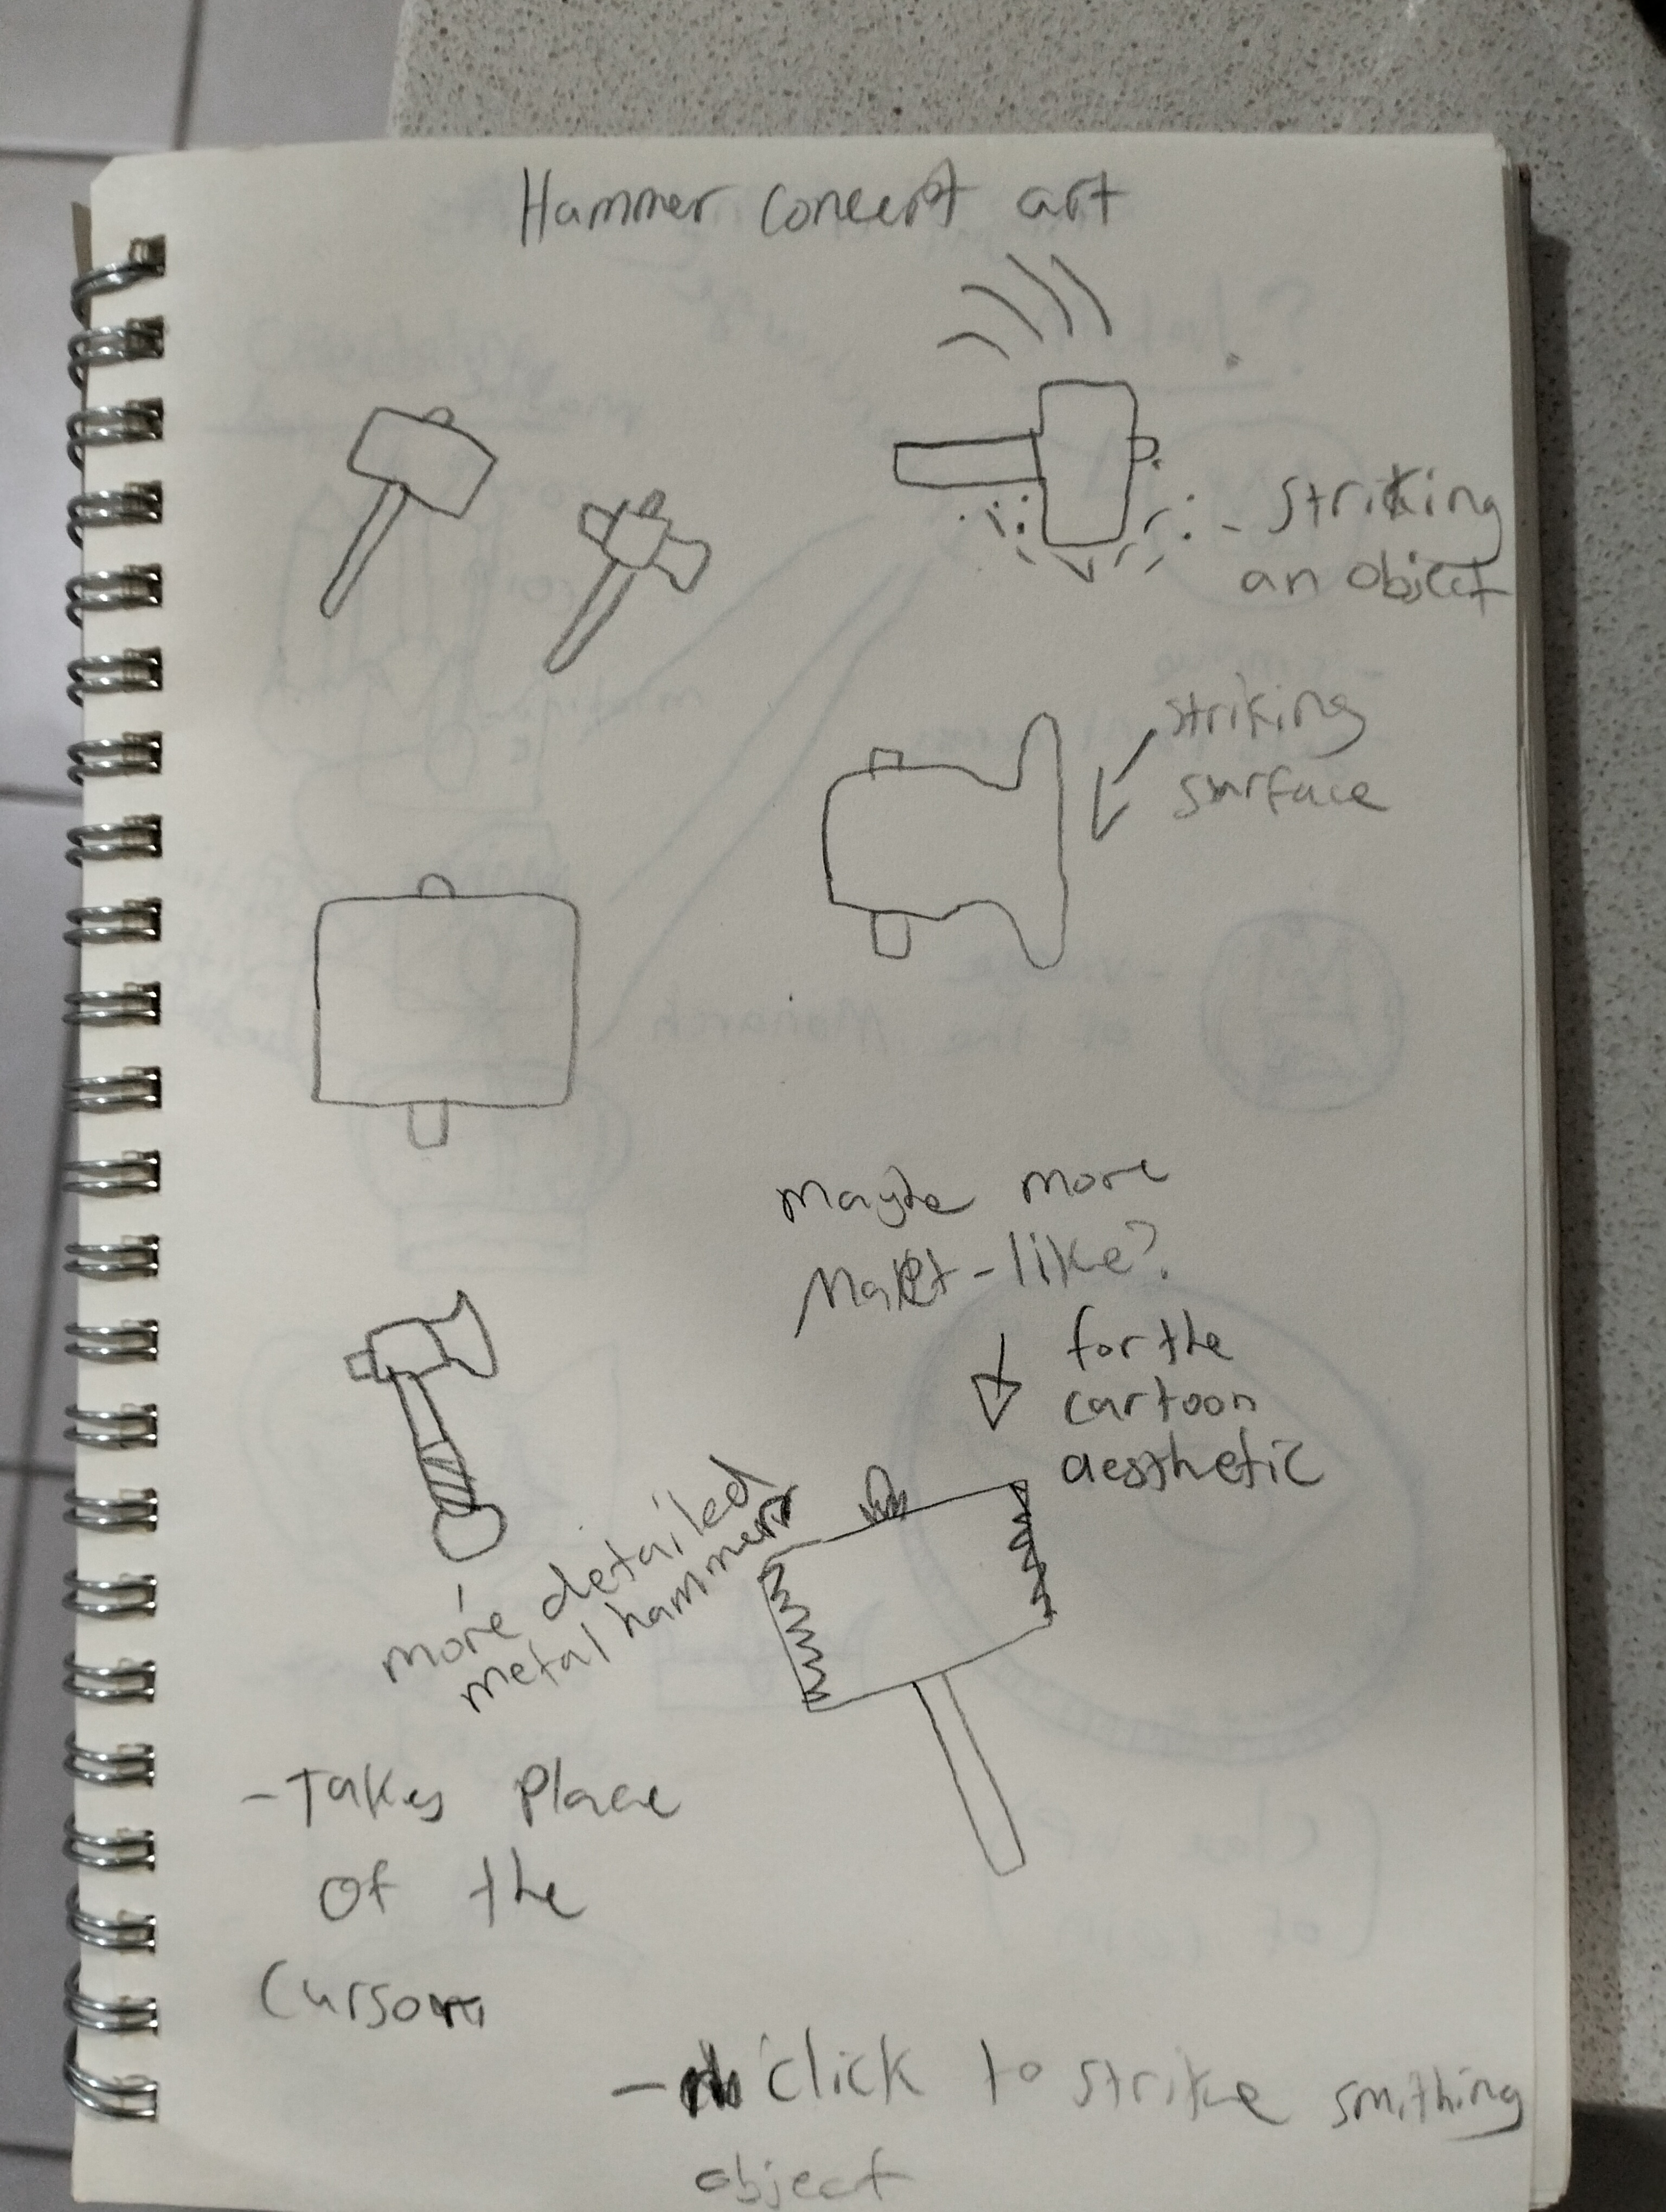 Hammer concept art
- striking
an object
striking
surface
maybe more
Mallet-like?
for the
cartoon
aesthetic
more detailed
metal hammer
- Takes Place
of the
Cursor
- click to strike smithing
object